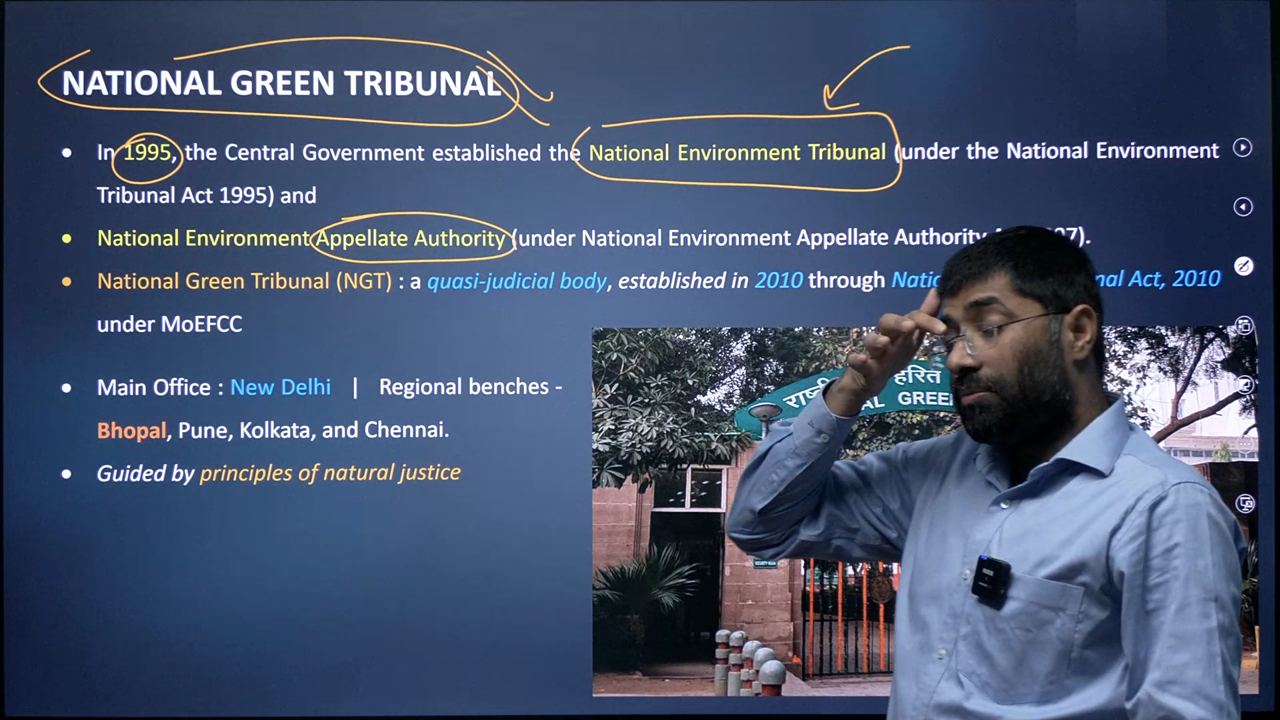 NATIONAL GREEN TRIBUNAL
• In 1995, the Central Government established the National Environment Tribunal (under the National Environment
Tribunal Act 1995) and
• National Environment Appellate Authority (under National Environment Appellate Authority
• National Green Tribunal (NGT) : a quasi-judicial body, established in 2010 through Act, 2010
under MoEFCC
• Main Office : New Delhi | Regional benches -
Bhopal, Pune, Kolkata, and Chennai.
• Guided by principles of natural justice
हरित
GREEN